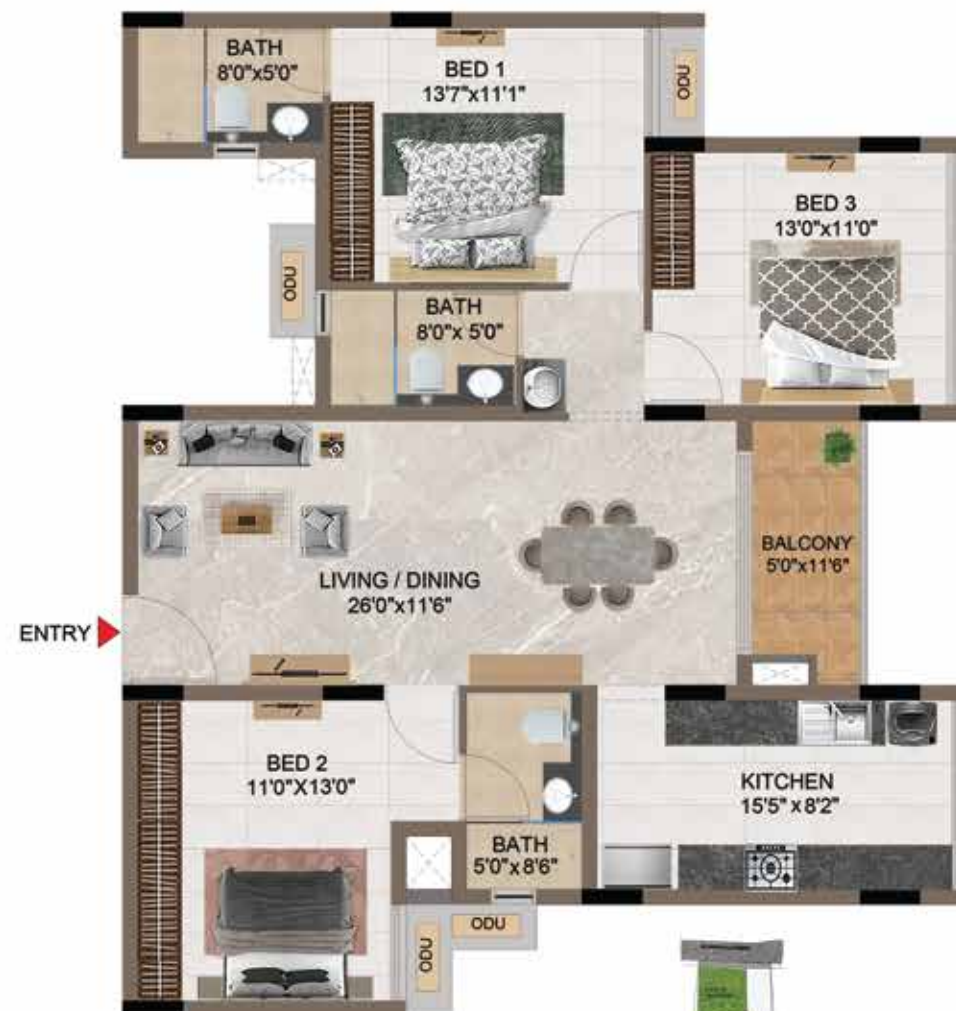 BATH
8'0"x5'0"
BED 1
13'7"x11'1"
ODU
BED 3
13'0"x11'0"
ODU
BATH
8'0"x 5'0"
LIVING / DINING
26'0"x11'6"
BALCONY
5'0"x11'6"
ENTRY
BED 2
11'0"X13'0"
KITCHEN
15'5" x 8'2"
BATH
5'0"x8'6"
ODU
ODU